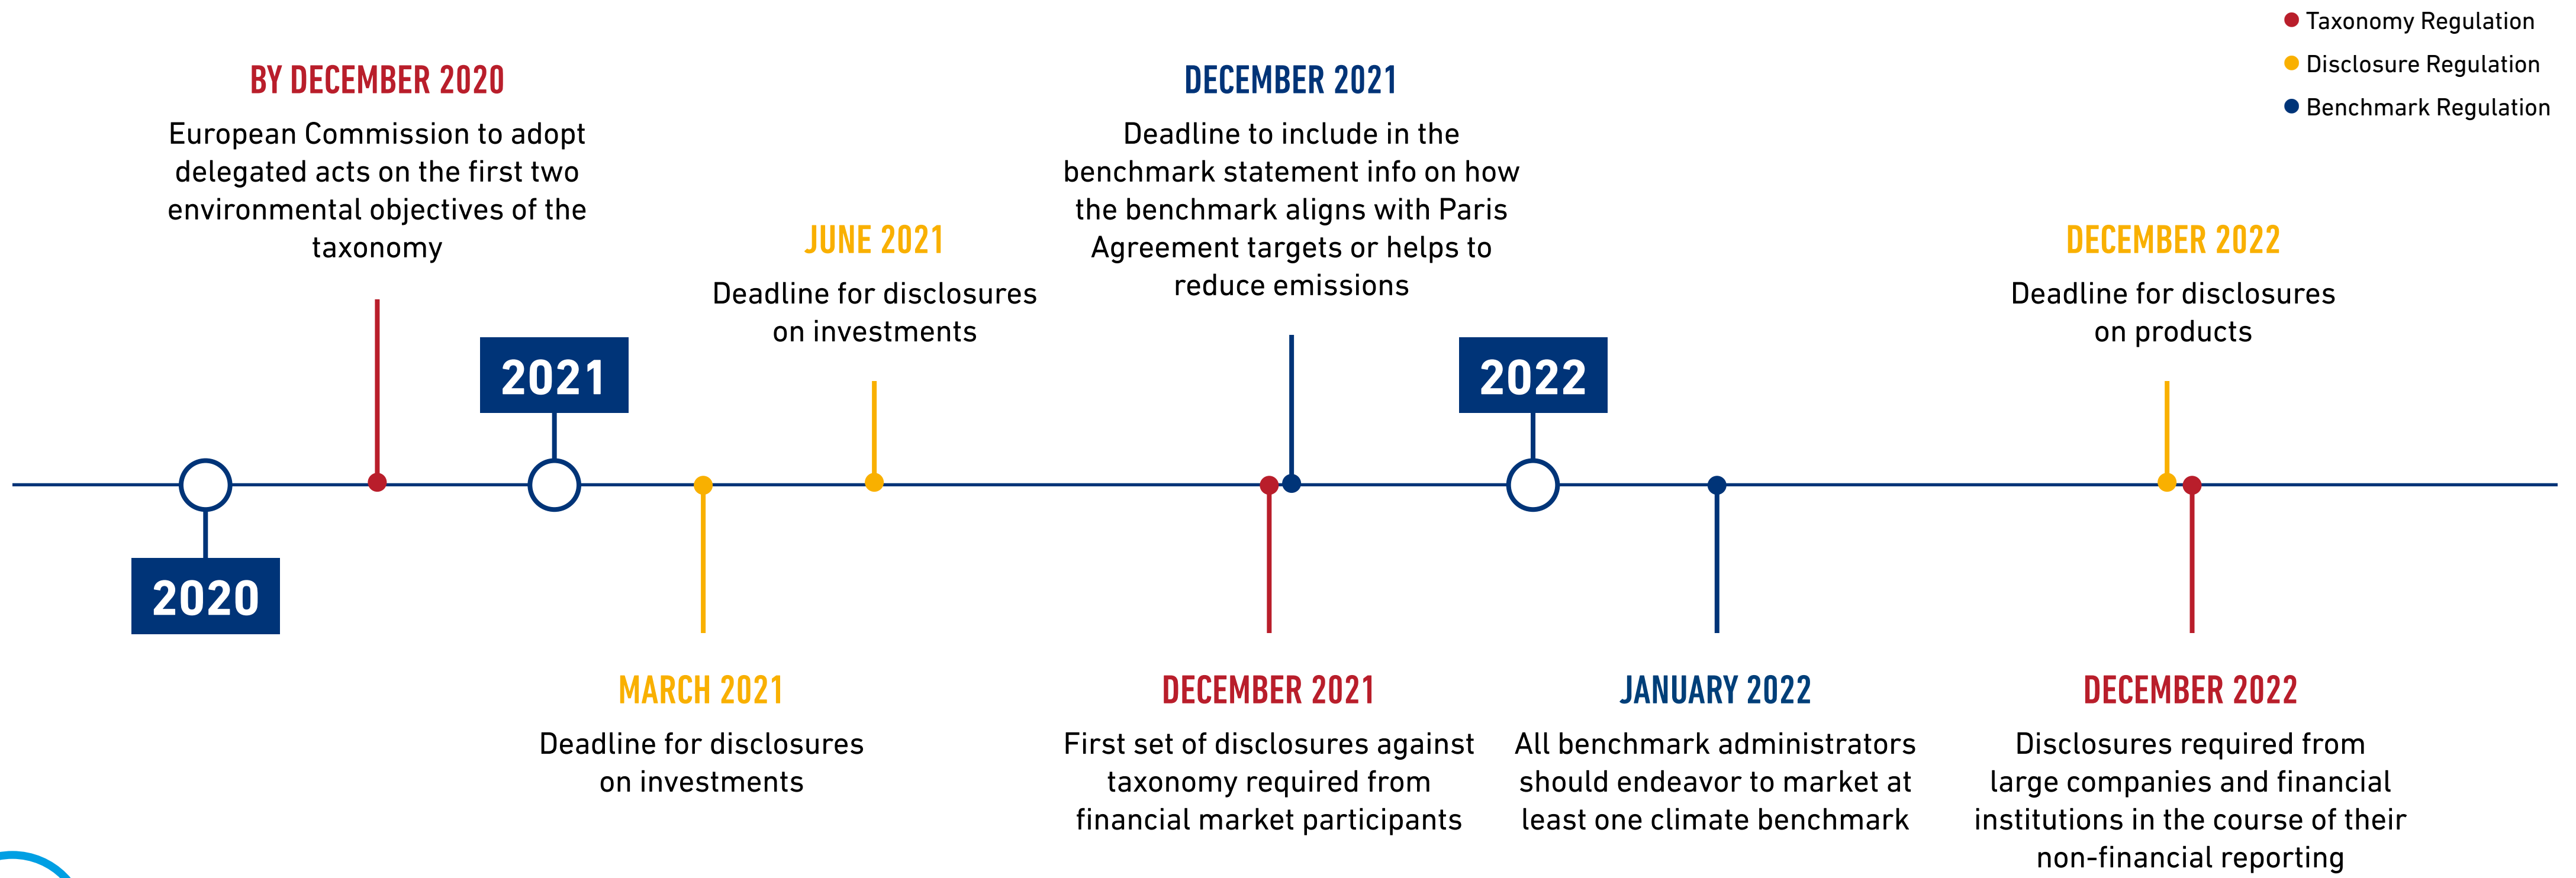 Taxonomy Regulation
Disclosure Regulation
Benchmark Regulation
BY DECEMBER 2020
European Commission to adopt
delegated acts on the first two
environmental objectives of the
taxonomy
JUNE 2021
Deadline for disclosures
on investments
DECEMBER 2021
Deadline to include in the
benchmark statement info on how
the benchmark aligns with Paris
Agreement targets or helps to
reduce emissions
DECEMBER 2022
Deadline for disclosures
on products
2021
2022
2020
MARCH 2021
Deadline for disclosures
on investments
DECEMBER 2021
First set of disclosures against
taxonomy required from
financial market participants
JANUARY 2022
All benchmark administrators
should endeavor to market at
least one climate benchmark
DECEMBER 2022
Disclosures required from
large companies and financial
institutions in the course of their
non-financial reporting